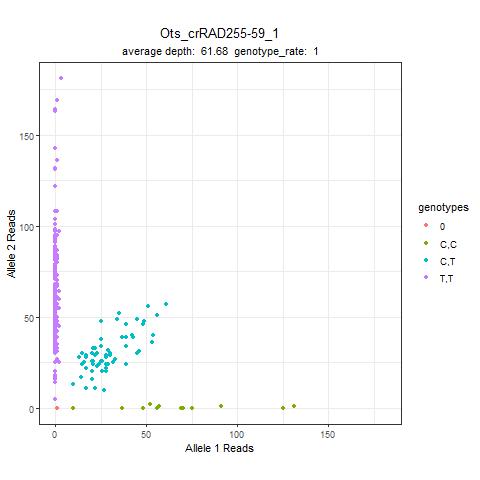 Ots_crRAD255-59_1
average depth: 61.68 genotype_rate: 1
150
100
50
0
Allele 2 Reads
0
50
100
150
Allele 1 Reads
genotypes
0
C,C
C,T
T,T